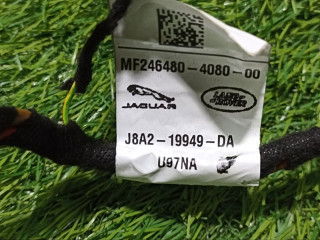 MF246480-4080-00
JAGUAR
LAND ROVER
J8A2-19949-DA
U97NA